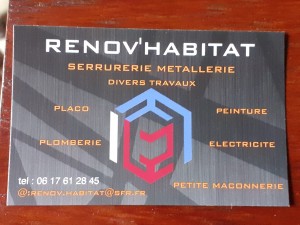 RENOV'HABITAT
SERRURERIE METALLERIE
DIVERS TRAVAUX
PLACO PEINTURE
PLOMBERIE ELECTRICITE
tel : 06 17 61 28 45
PETITE MACONNERIE
@:RENOV.HABITAT@SFR.FR